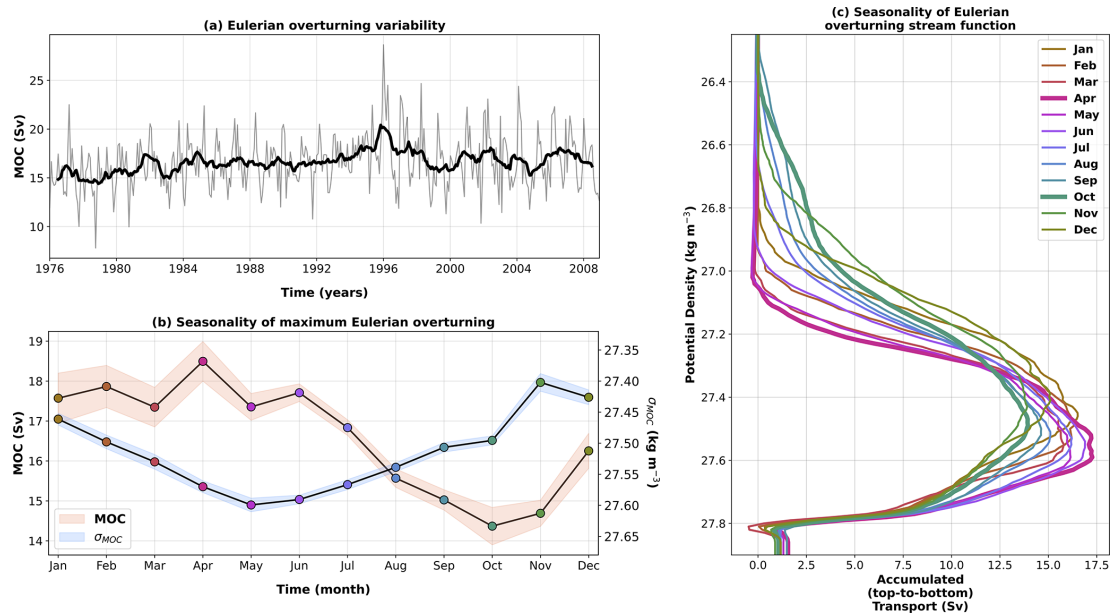 (a) Eulerian overturning variability
MOC (Sv)
25
20
15
10
1976
1980
1984
1988
1992
1996
2000
2004
2008
Time (years)
(b) Seasonality of maximum Eulerian overturning
MOC (Sv)
19
18
17
16
15
14
27.35
27.40
27.45
27.50
27.55
27.60
27.65
σMOC (kg m−3)
MOC
σMOC
Jan
Feb
Mar
Apr
May
Jun
Jul
Aug
Sep
Oct
Nov
Dec
Time (month)
(c) Seasonality of Eulerian
overturning stream function
Potential Density (kg m−3)
26.4
26.6
26.8
27.0
27.2
27.4
27.6
27.8
Jan
Feb
Mar
Apr
May
Jun
Jul
Aug
Sep
Oct
Nov
Dec
0.0
2.5
5.0
7.5
10.0
12.5
15.0
17.5
Accumulated
(top-to-bottom)
Transport (Sv)